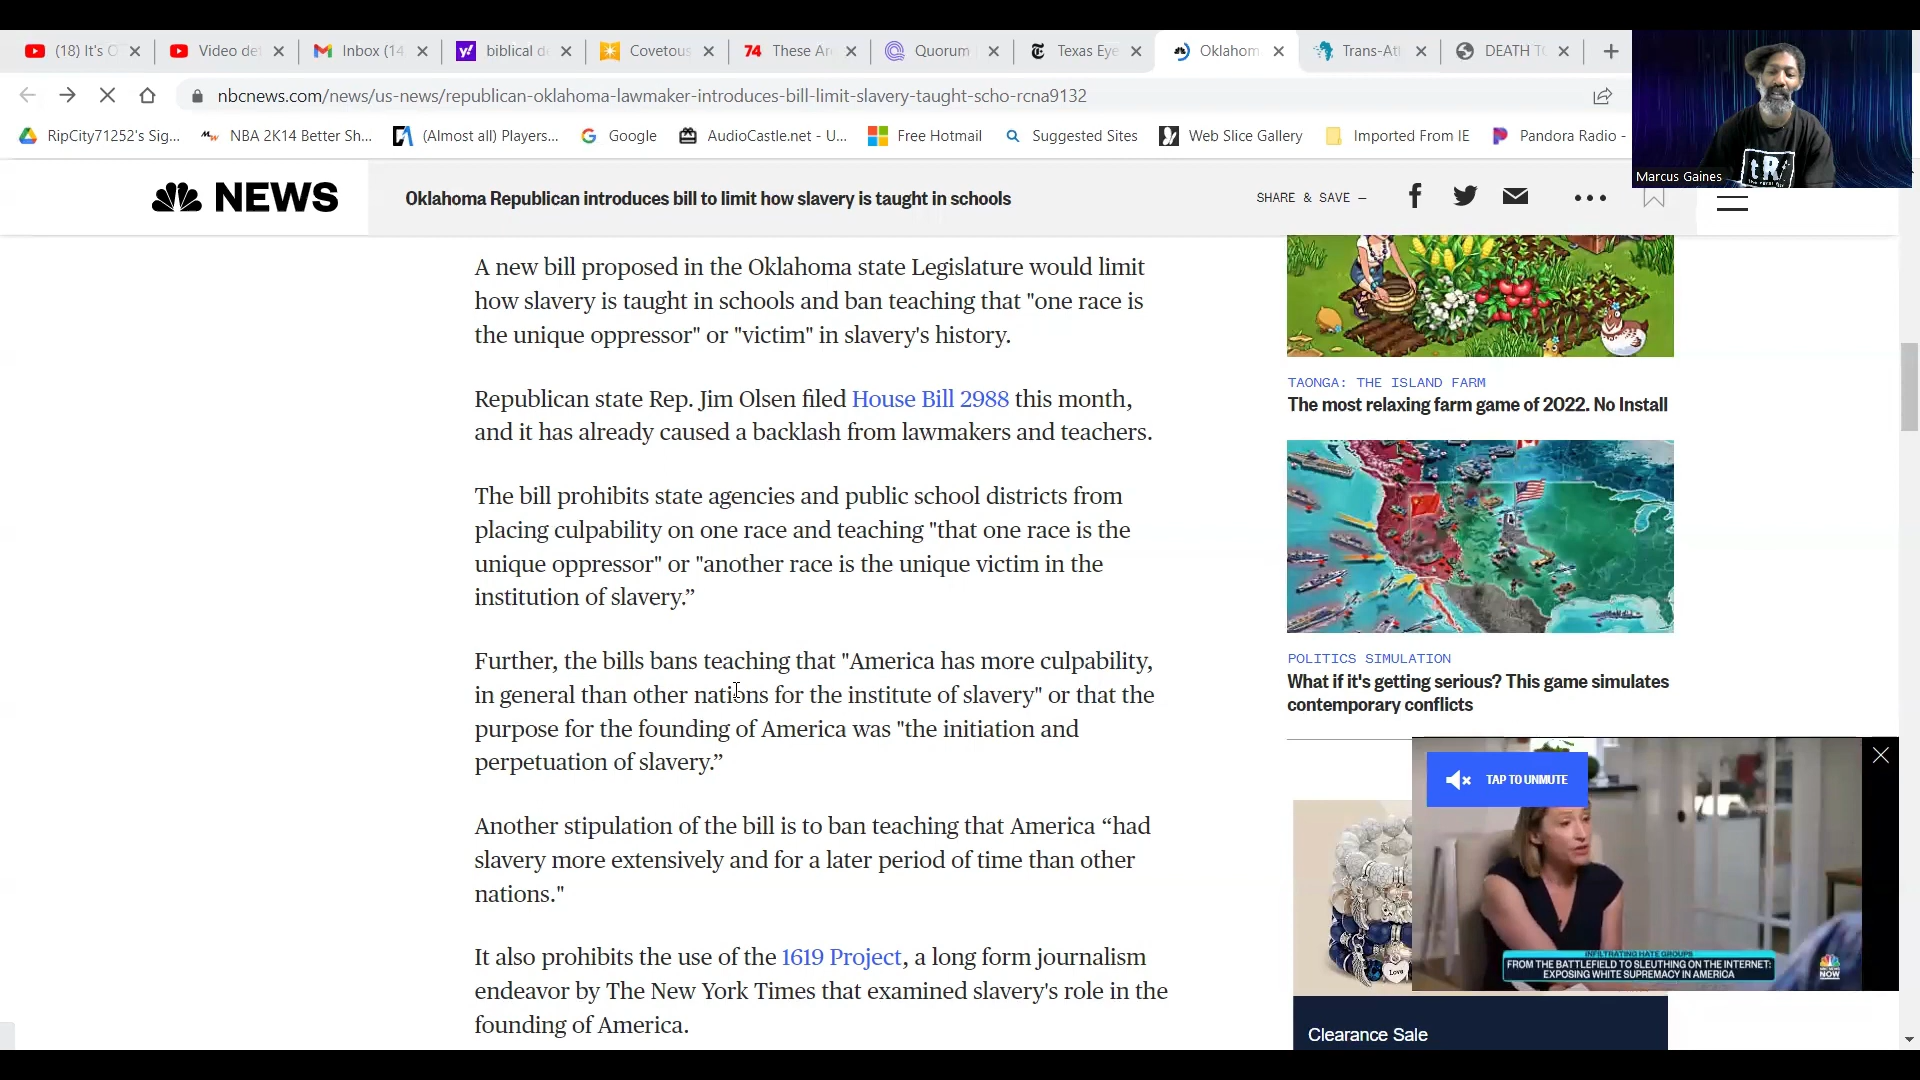 (18) It's O
Video de
Inbox (14
biblical d
Covetous
74 These An
Quorum
Texas Eye
Oklahom
Trans-Atl
DEATH TO
nbcnews.com/news/us-news/republican-oklahoma-lawmaker-introduces-bill-limit-slavery-taught-scho-rcna9132
RipCity71252's Sig...
NBA 2K14 Better Sh...
(Almost all) Players...
Google
AudioCastle.net - U...
Free Hotmail
Suggested Sites
Web Slice Gallery
Imported From IE
Pandora Radio -
Marcus Gaines
NEWS
Oklahoma Republican introduces bill to limit how slavery is taught in schools
SHARE & SAVE —
A new bill proposed in the Oklahoma state Legislature would limit
how slavery is taught in schools and ban teaching that "one race is
the unique oppressor" or "victim" in slavery's history.
Republican state Rep. Jim Olsen filed House Bill 2988 this month,
and it has already caused a backlash from lawmakers and teachers.
The bill prohibits state agencies and public school districts from
placing culpability on one race and teaching "that one race is the
unique oppressor" or "another race is the unique victim in the
institution of slavery.”
Further, the bills bans teaching that "America has more culpability,
in general than other nations for the institute of slavery" or that the
purpose for the founding of America was "the initiation and
perpetuation of slavery.”
Another stipulation of the bill is to ban teaching that America “had
slavery more extensively and for a later period of time than other
nations."
It also prohibits the use of the 1619 Project, a long form journalism
endeavor by The New York Times that examined slavery's role in the
founding of America.
TAONGA: THE ISLAND FARM
The most relaxing farm game of 2022. No Install
POLITICS SIMULATION
What if it's getting serious? This game simulates
contemporary conflicts
TAP TO UNMUTE
INFILTRATING HATE GROUPS
FROM THE BATTLEFIELD TO SLEUTHING ON THE INTERNET:
EXPOSING WHITE SUPREMACY IN AMERICA
NBC NEWS
NOW
Love
Clearance Sale